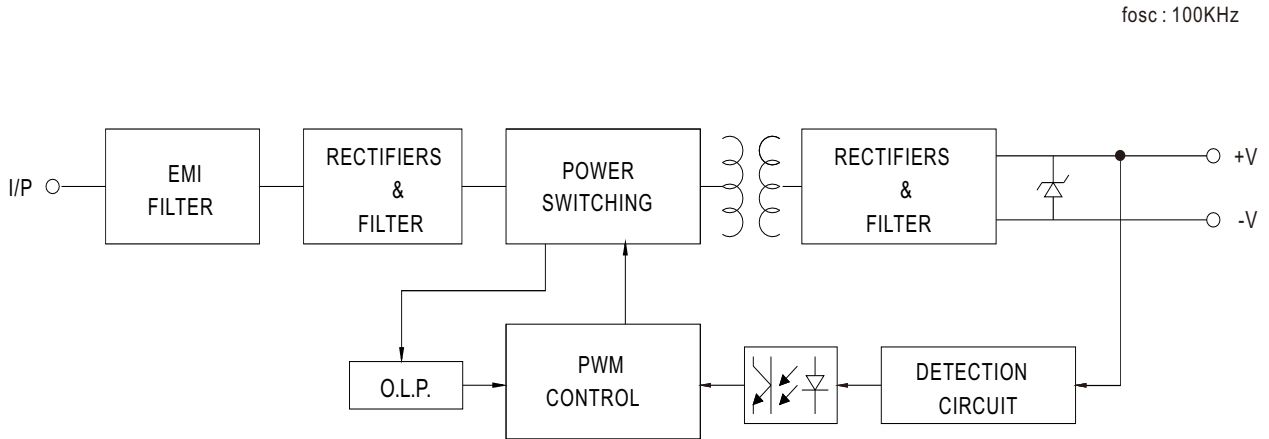 fosc : 100KHz
I/P
EMI
FILTER
RECTIFIERS
&
FILTER
POWER
SWITCHING
RECTIFIERS
&
FILTER
+V
-V
O.L.P.
PWM
CONTROL
DETECTION
CIRCUIT